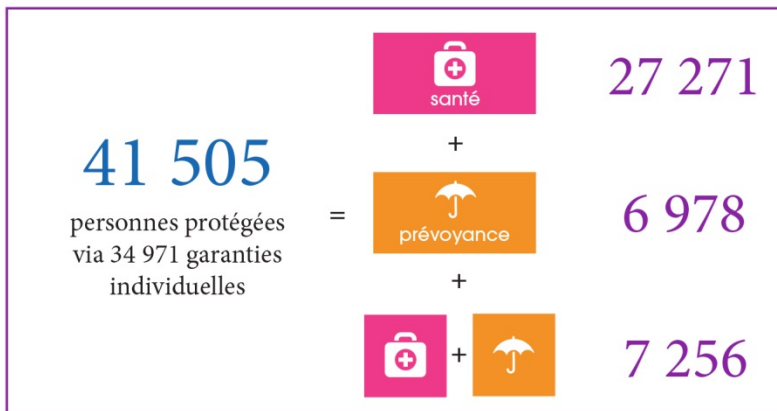 41 505
personnes protégées
via 34 971 garanties
individuelles
=
santé
27 271
+
prévoyance
6 978
+
+
7 256